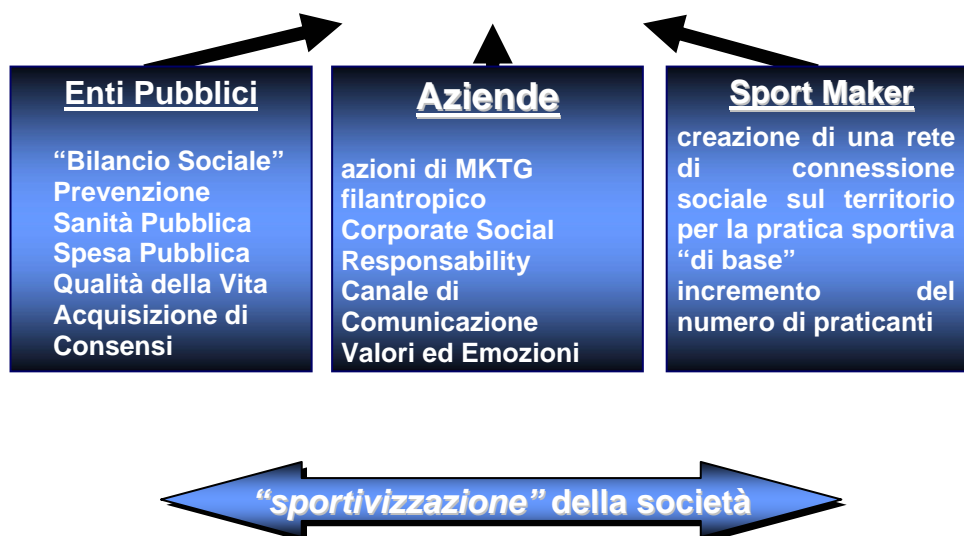 Enti Pubblici
“Bilancio Sociale”
Prevenzione
Sanità Pubblica
Spesa Pubblica
Qualità della Vita
Acquisizione di
Consensi
Aziende
azioni di MKTG
filantropico
Corporate Social
Responsability
Canale di
Comunicazione
Valori ed Emozioni
Sport Maker
creazione di una rete
di connessione
sociale sul territorio
per la pratica sportiva
“di base”
incremento del
numero di praticanti
“sportivizzazione” della società